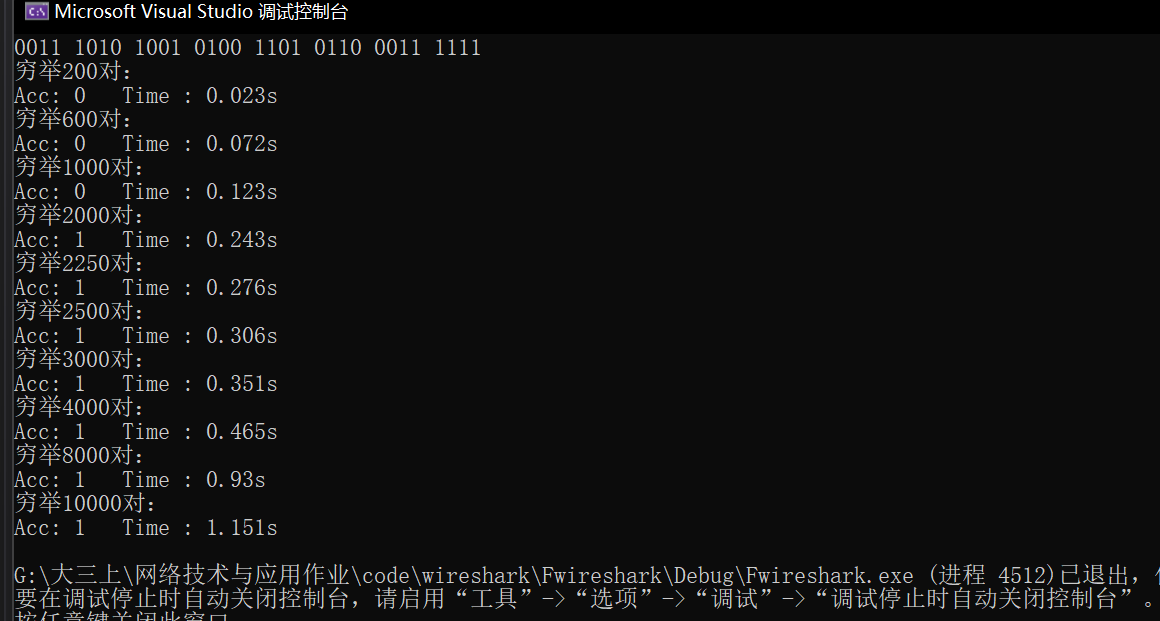 Microsoft Visual Studio 调试控制台
0011 1010 1001 0100 1101 0110 0011 1111
穷举200对:
Acc: 0 Time : 0.023s
穷举600对:
Acc: 0 Time : 0.072s
穷举1000对:
Acc: 0 Time : 0.123s
穷举2000对:
Acc: 1 Time : 0.243s
穷举2250对:
Acc: 1 Time : 0.276s
穷举2500对:
Acc: 1 Time : 0.306s
穷举3000对:
Acc: 1 Time : 0.351s
穷举4000对:
Acc: 1 Time : 0.465s
穷举8000对:
Acc: 1 Time : 0.93s
穷举10000对:
Acc: 1 Time : 1.151s
G:\大三上\网络技术与应用作业\code\wireshark\Fwireshark\Debug\Fwireshark.exe (进程 4512)已退出，
要在调试停止时自动关闭控制台，请启用“工具”->“选项”->“调试”->“调试停止时自动关闭控制台”。
按任意键关闭此窗口